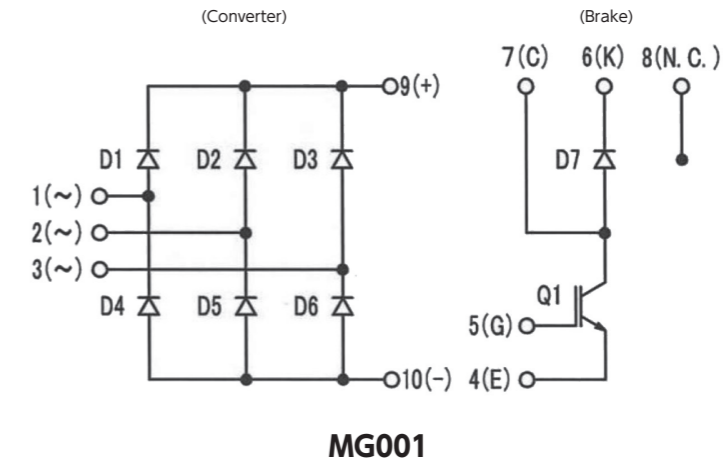 (Converter)
(Brake)
7(C) 6(K) 8(N.C.)
9(+)
D1 D2 D3 D7
1(~)
2(~)
3(~)
D4 D5 D6 Q1
5(G)
10(-) 4(E)
MG001